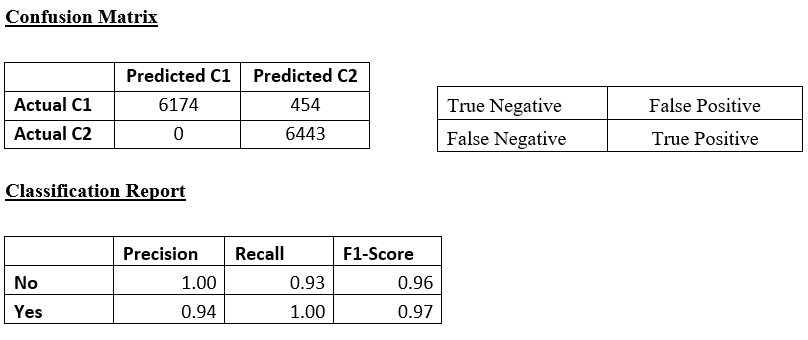 Confusion Matrix
Predicted C1 Predicted C2
Actual C1 6174 454
Actual C2 0 6443
True Negative False Positive
False Negative True Positive
Classification Report
Precision Recall F1-Score
No 1.00 0.93 0.96
Yes 0.94 1.00 0.97